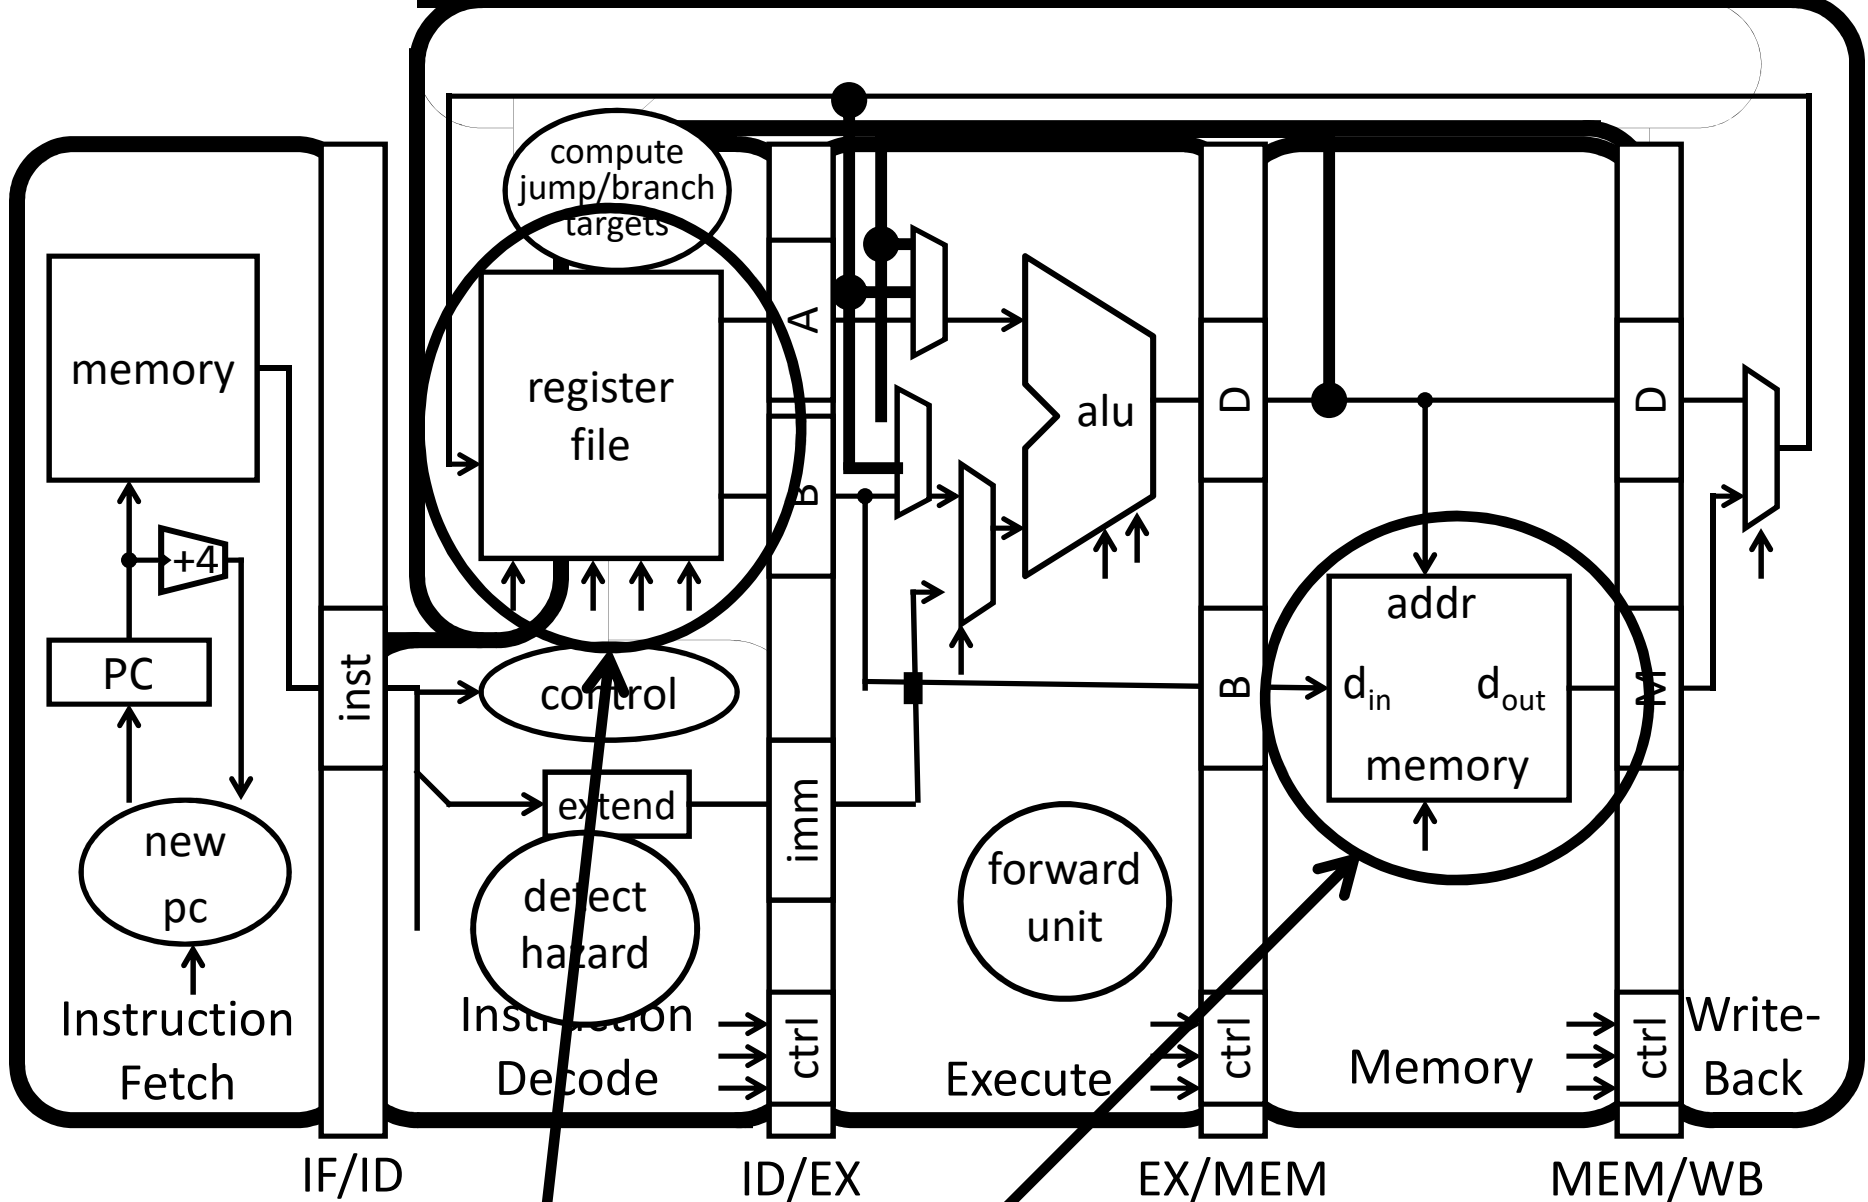 compute
jump/branch
targets
memory
+4
PC
new
pc
Instruction
Fetch
inst
register
file
control
extend
detect
hazard
Instruction
Decode
A
B
imm
ctrl
alu
forward
unit
Execute
D
B
ctrl
addr
d_in
d_out
memory
Memory
D
M
ctrl
Write-
Back
IF/ID
ID/EX
EX/MEM
MEM/WB